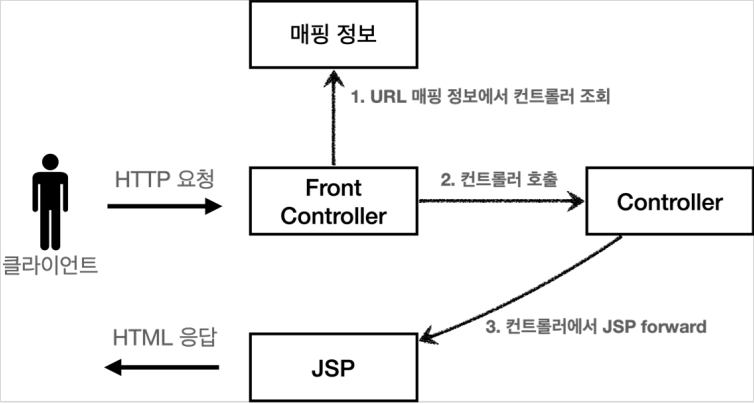 매핑 정보
1. URL 매핑 정보에서 컨트롤러 조회
HTTP 요청
Front
Controller
2. 컨트롤러 호출
Controller
클라이언트
3. 컨트롤러에서 JSP forward
HTML 응답
JSP